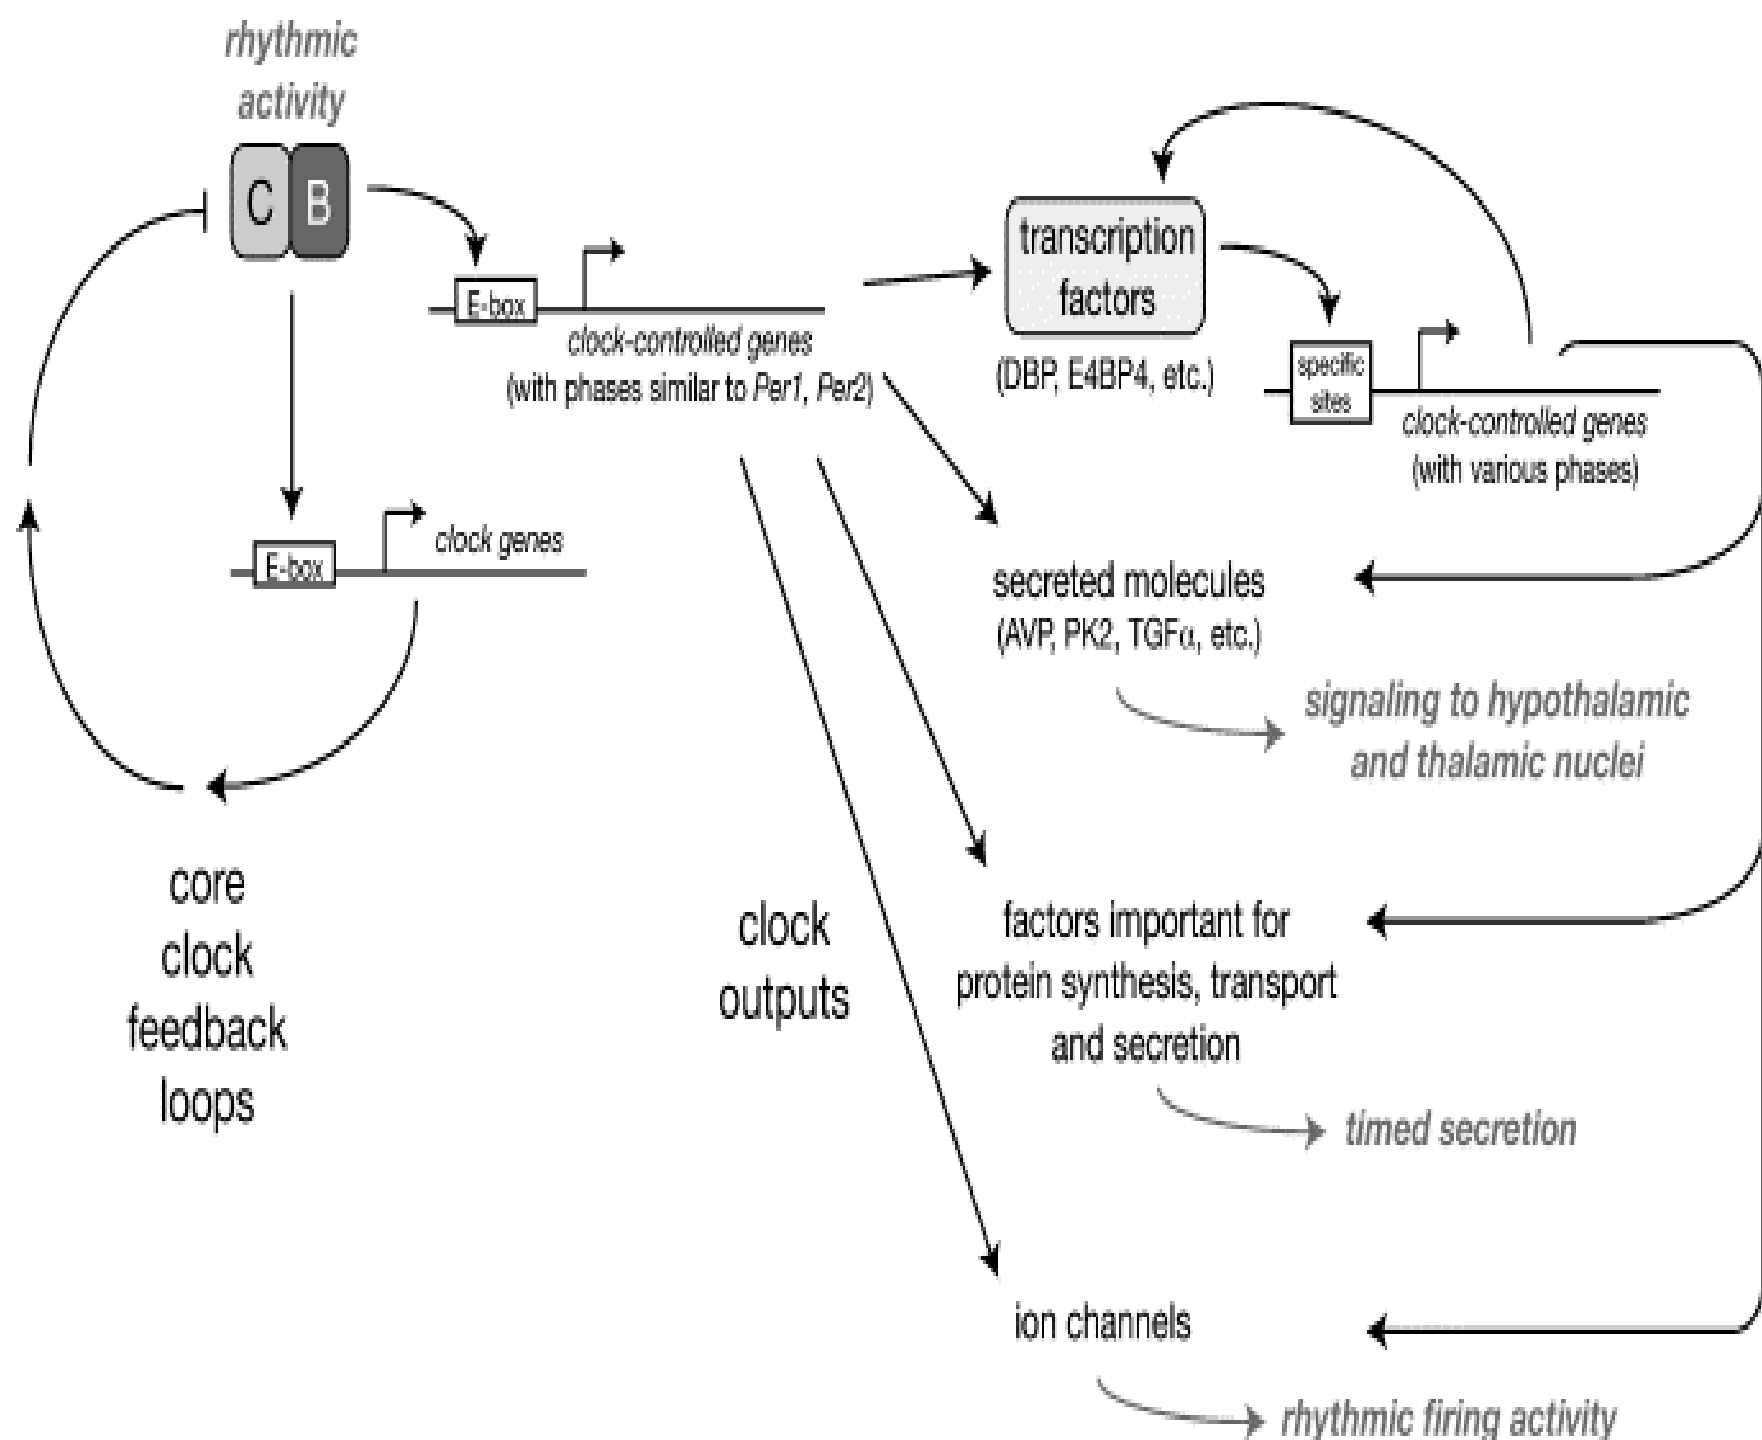 rhythmic
activity
C B
E-box
clock-controlled genes
(with phases similar to Per1, Per2)
E-box
clock genes
core
clock
feedback
loops
clock
outputs
transcription
factors
(DBP, E4BP4, etc.)
specific
sites
clock-controlled genes
(with various phases)
secreted molecules
(AVP, PK2, TGFα, etc.)
signaling to hypothalamic
and thalamic nuclei
factors important for
protein synthesis, transport
and secretion
timed secretion
ion channels
rhythmic firing activity